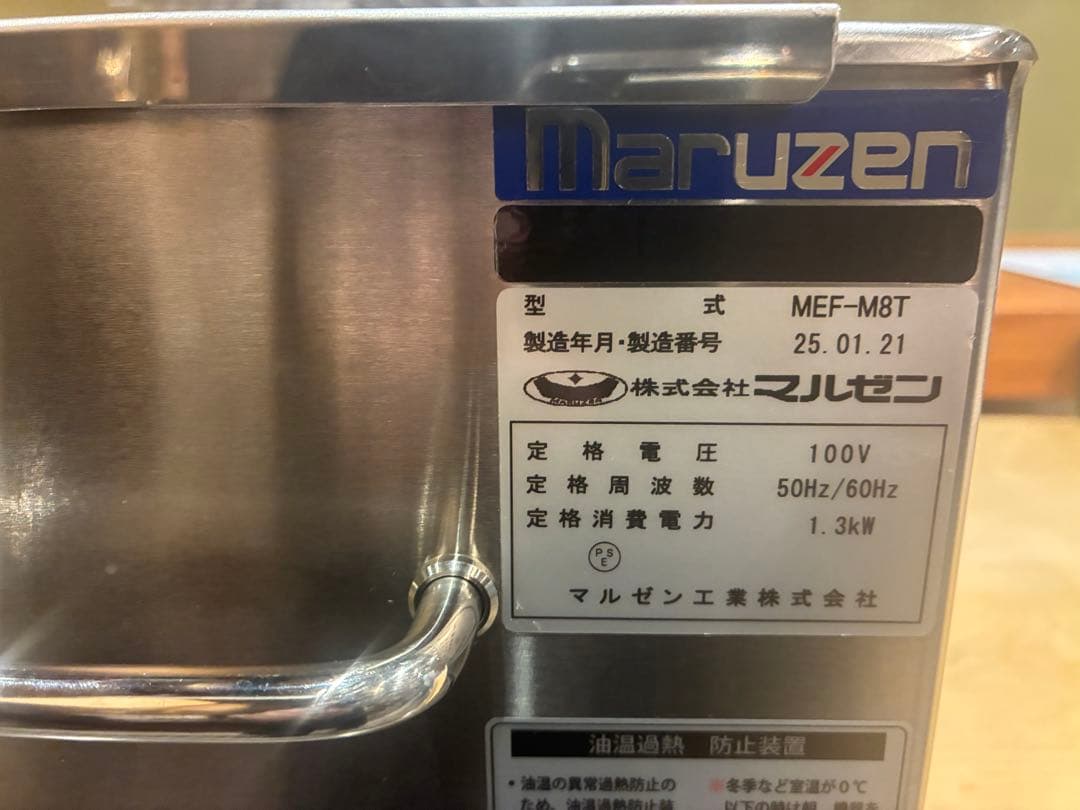 maruzen
型式 MEF-M8T
製造年月・製造番号 25.01.21
MARUZEN 株式会社マルゼン
定格電圧 100V
定格周波数 50Hz/60Hz
定格消費電力 1.3kW
PSE
マルゼン工業株式会社
油温過熱 防止装置
・油温の異常過熱防止の
ため、油温過熱防止装
※冬季など室温が0℃
以下の時は朝、機器を